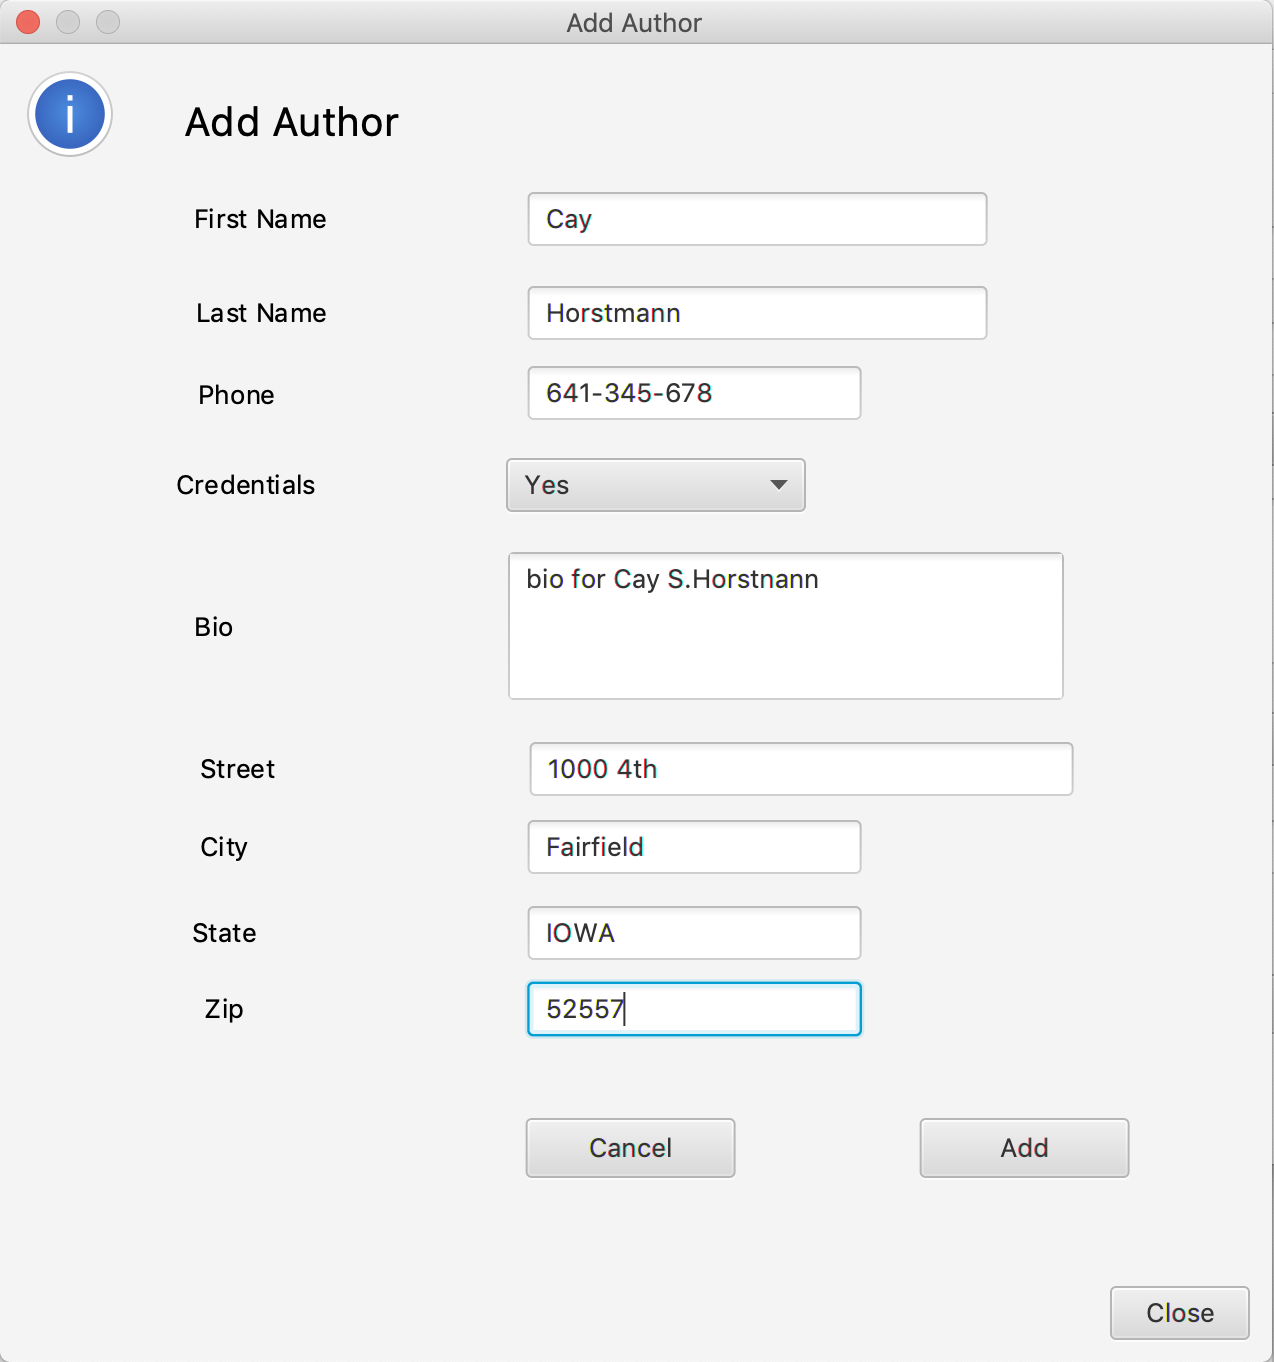 Add Author
i
Add Author
First Name
Cay
Last Name
Horstmann
Phone
641-345-678
Credentials
Yes
Bio
bio for Cay S.Horstnann
Street
1000 4th
City
Fairfield
State
IOWA
Zip
52557
Cancel
Add
Close